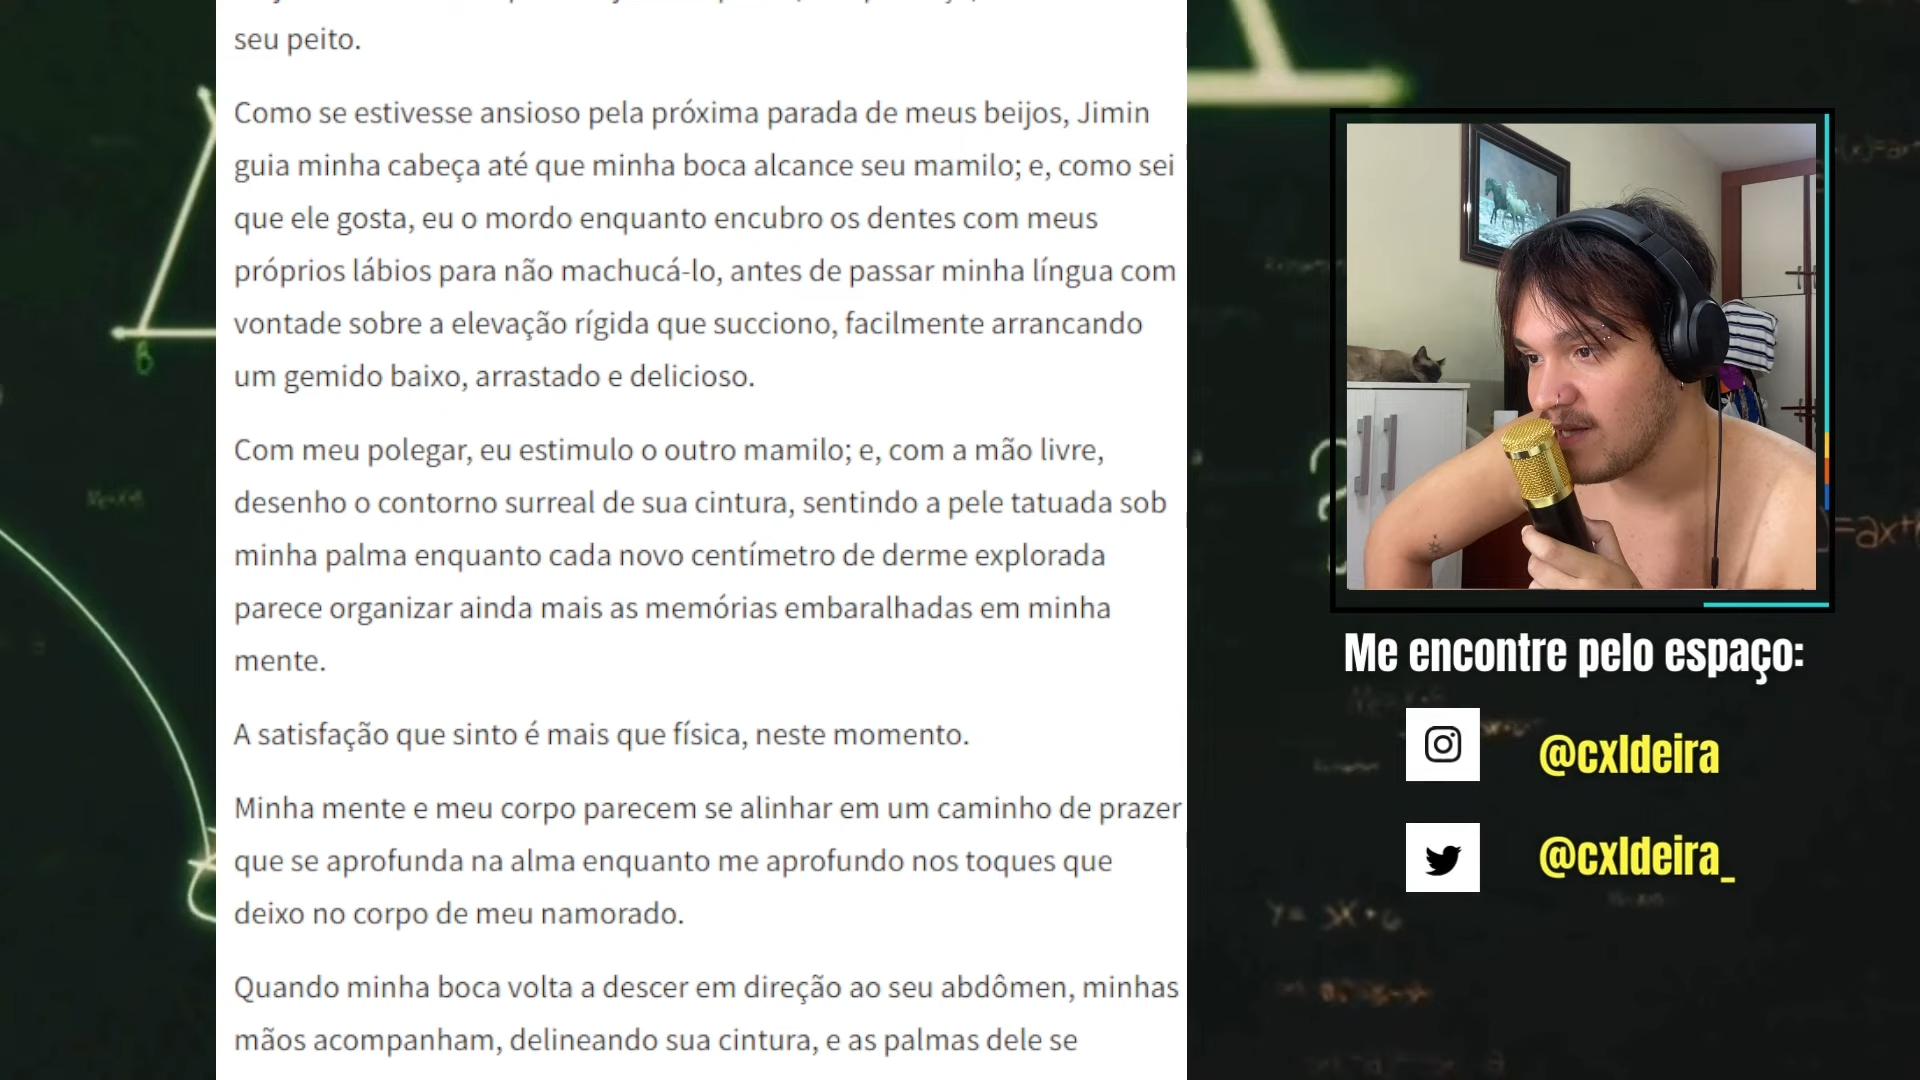 seu peito.
Como se estivesse ansioso pela próxima parada de meus beijos, Jimin
guia minha cabeça até que minha boca alcance seu mamilo; e, como sei
que ele gosta, eu o mordo enquanto encubro os dentes com meus
próprios lábios para não machucá-lo, antes de passar minha língua com
vontade sobre a elevação rígida que succiono, facilmente arrancando
um gemido baixo, arrastado e delicioso.
Com meu polegar, eu estimulo o outro mamilo; e, com a mão livre,
desenho o contorno surreal de sua cintura, sentindo a pele tatuada sob
minha palma enquanto cada novo centímetro de derme explorada
parece organizar ainda mais as memórias embaralhadas em minha
mente.
A satisfação que sinto é mais que física, neste momento.
Minha mente e meu corpo parecem se alinhar em um caminho de prazer
que se aprofunda na alma enquanto me aprofundo nos toques que
deixo no corpo de meu namorado.
Quando minha boca volta a descer em direção ao seu abdômen, minhas
mãos acompanham, delineando sua cintura, e as palmas dele se
Me encontre pelo espaço:
@cxldeira
@cxldeira_